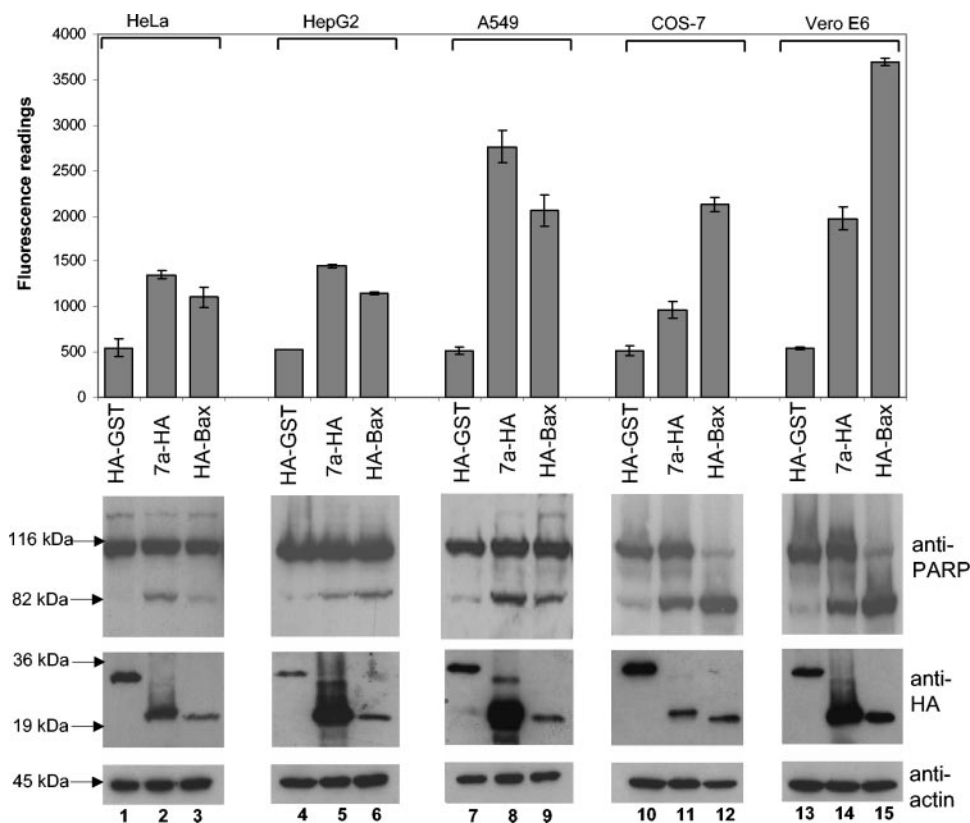 HeLa HepG2 A549 COS-7 Vero E6
4000
3500
3000
2500
2000
1500
1000
500
0
Fluorescence readings
HA-GST 7a-HA HA-Bax HA-GST 7a-HA HA-Bax HA-GST 7a-HA HA-Bax HA-GST 7a-HA HA-Bax HA-GST 7a-HA HA-Bax
116 kDa
82 kDa
anti-
PARP
36 kDa
19 kDa
anti-
HA
45 kDa
anti-
actin
1 2 3 4 5 6 7 8 9 10 11 12 13 14 15